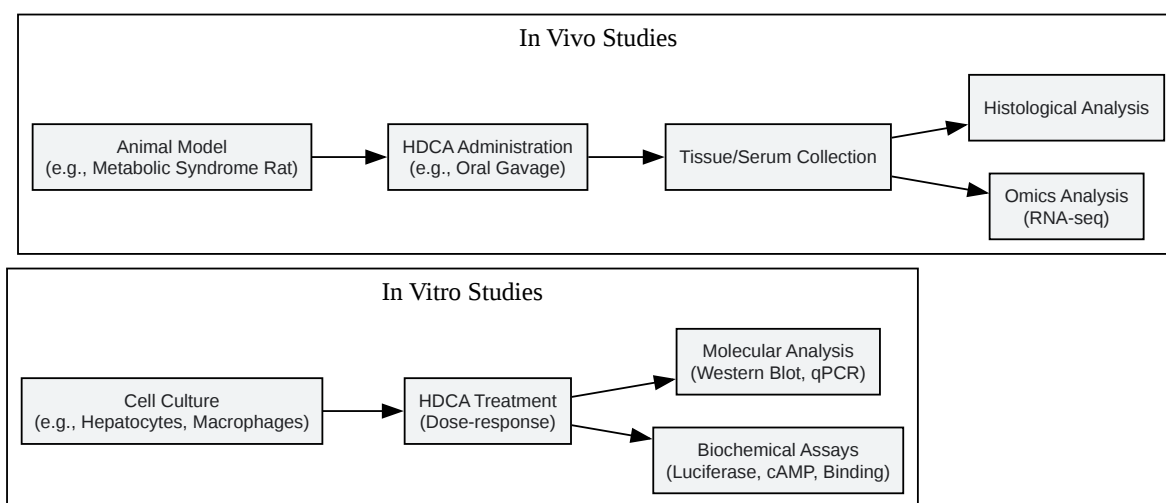 In Vivo Studies
Animal Model
(e.g., Metabolic Syndrome Rat)
HDCA Administration
(e.g., Oral Gavage)
Tissue/Serum Collection
Histological Analysis
Omics Analysis
(RNA-seq)
In Vitro Studies
Cell Culture
(e.g., Hepatocytes, Macrophages)
HDCA Treatment
(Dose-response)
Molecular Analysis
(Western Blot, qPCR)
Biochemical Assays
(Luciferase, cAMP, Binding)